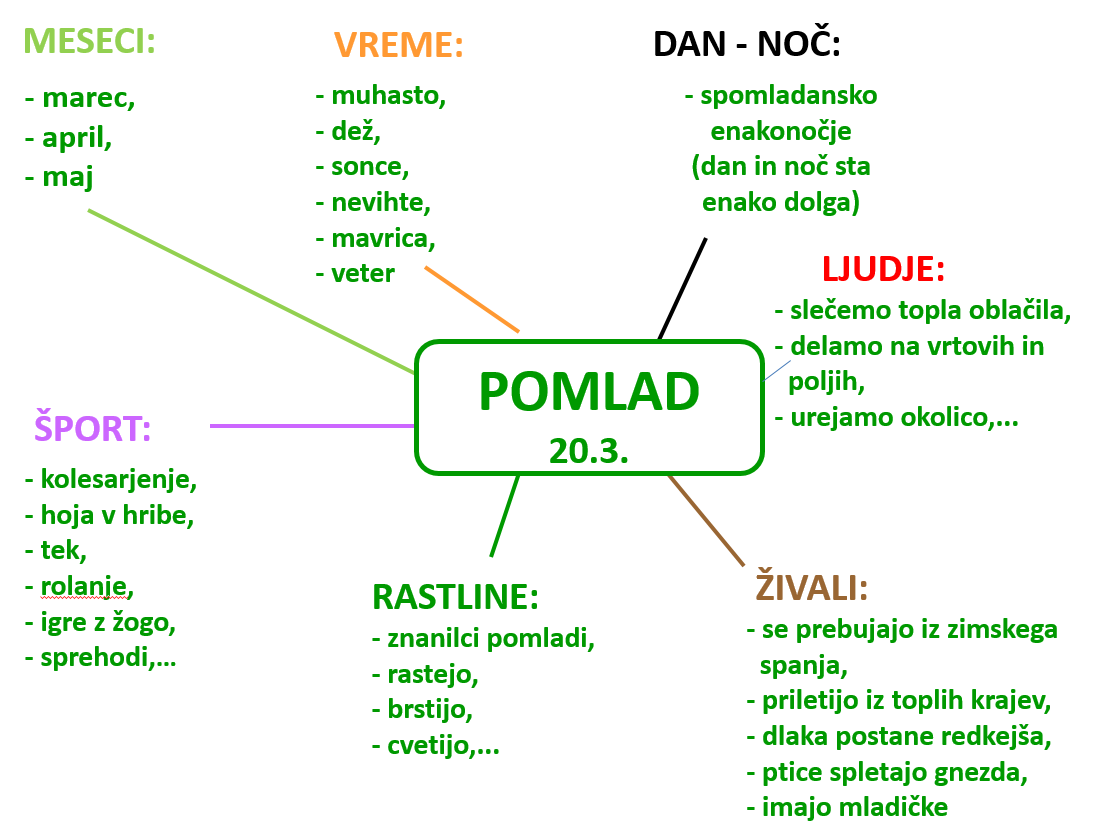 MESECI:
- marec,
- april,
- maj
VREME:
- muhasto,
- dež,
- sonce,
- nevihte,
- mavrica,
- veter
DAN - NOČ:
- spomladansko
enakonočje
(dan in noč sta
enako dolga)
LJUDJE:
- slečemo topla oblačila,
- delamo na vrtovih in
poljih,
- urejamo okolico,...
POMLAD
20.3.
ŠPORT:
- kolesarjenje,
- hoja v hribe,
- tek,
- rolanje,
- igre z žogo,
- sprehodi,...
RASTLINE:
- znanilci pomladi,
- rastejo,
- brstijo,
- cvetijo,...
ŽIVALI:
- se prebujajo iz zimskega
spanja,
- priletijo iz toplih krajev,
- dlaka postane redkejša,
- ptice spletajo gnezda,
- imajo mladičke